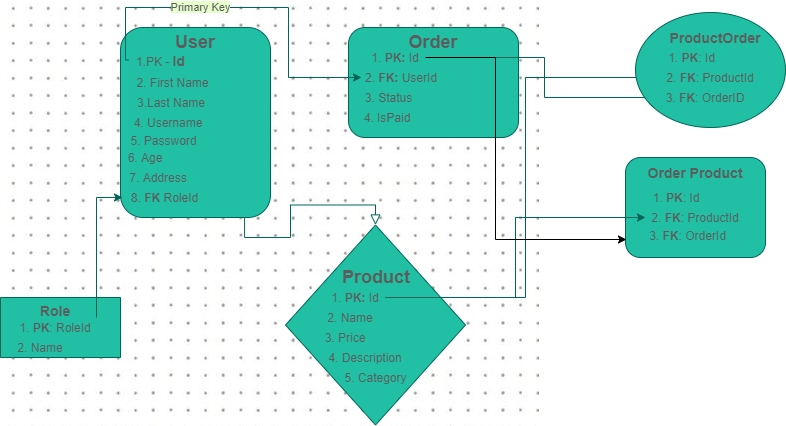 Primary Key
User
1.PK - Id
2. First Name
3.Last Name
4. Username
5. Password
6. Age
7. Address
8. FK RoleId
Order
1. PK: Id
2. FK: UserId
3. Status
4. IsPaid
ProductOrder
1. PK: Id
2. FK: ProductId
3. FK: OrderID
Order Product
1. PK: Id
2. FK: ProductId
3. FK: OrderId
Role
1. PK: RoleId
2. Name
Product
1. PK: Id
2. Name
3. Price
4. Description
5. Category